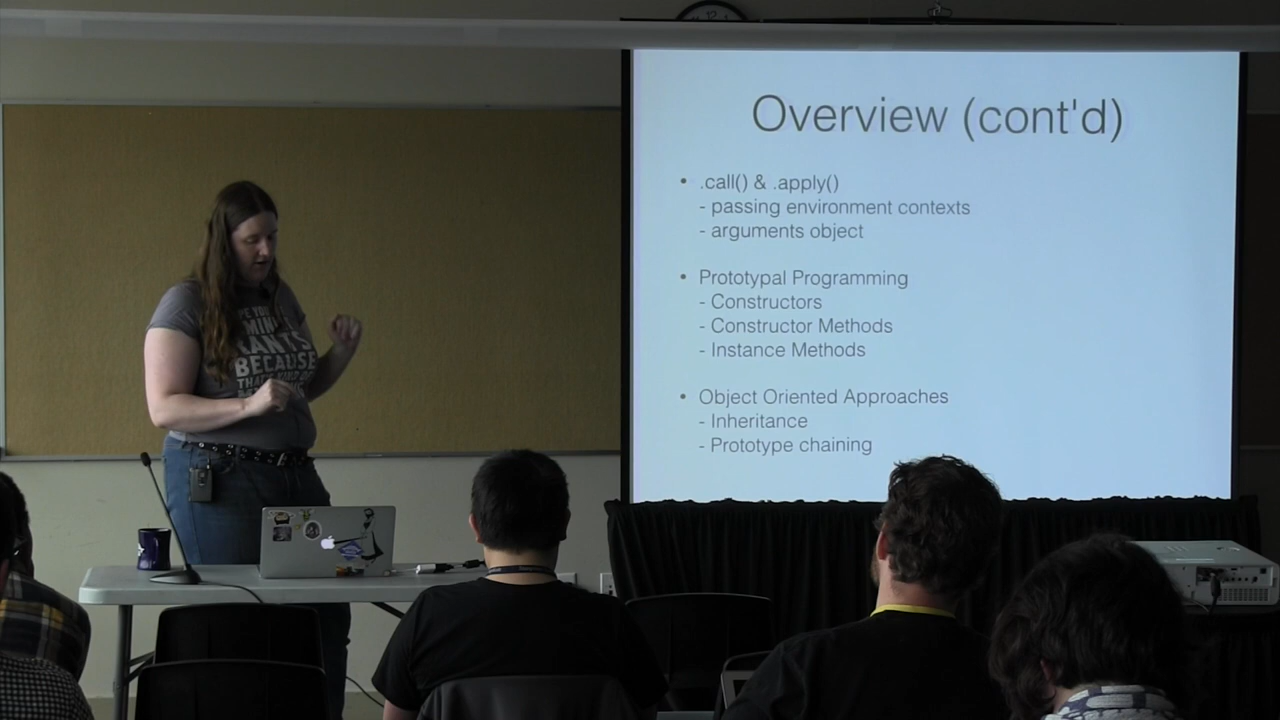 Overview (cont'd)
• .call() & .apply()
- passing environment contexts
- arguments object
• Prototypal Programming
- Constructors
- Constructor Methods
- Instance Methods
• Object Oriented Approaches
- Inheritance
- Prototype chaining
BECAUSE